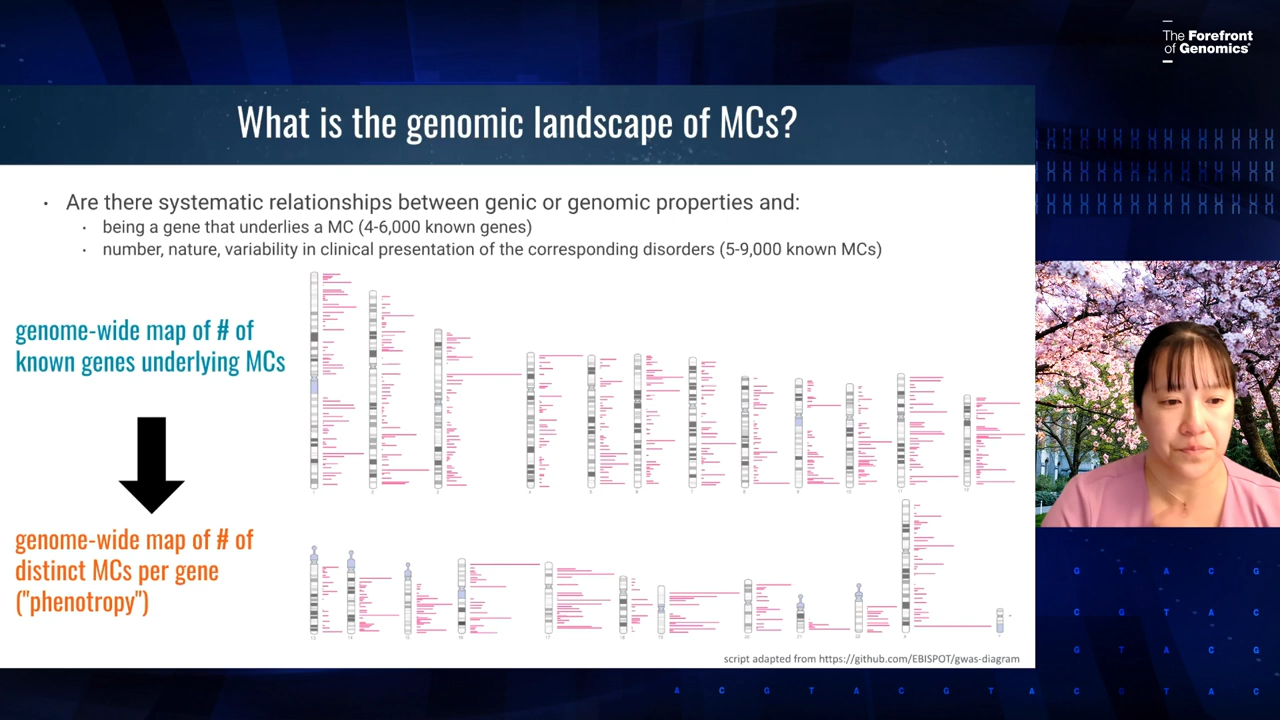 The Forefront
of Genomics®
What is the genomic landscape of MCs?
· Are there systematic relationships between genic or genomic properties and:
· being a gene that underlies a MC (4-6,000 known genes)
· number, nature, variability in clinical presentation of the corresponding disorders (5-9,000 known MCs)
genome-wide map of # of
known genes underlying MCs
genome-wide map of # of
distinct MCs per gene
("phenotropy")
script adapted from https://github.com/EBISPOT/gwas-diagram
G T A C G
C T A C
G T A C G
A C G T A C G T A C G T A C